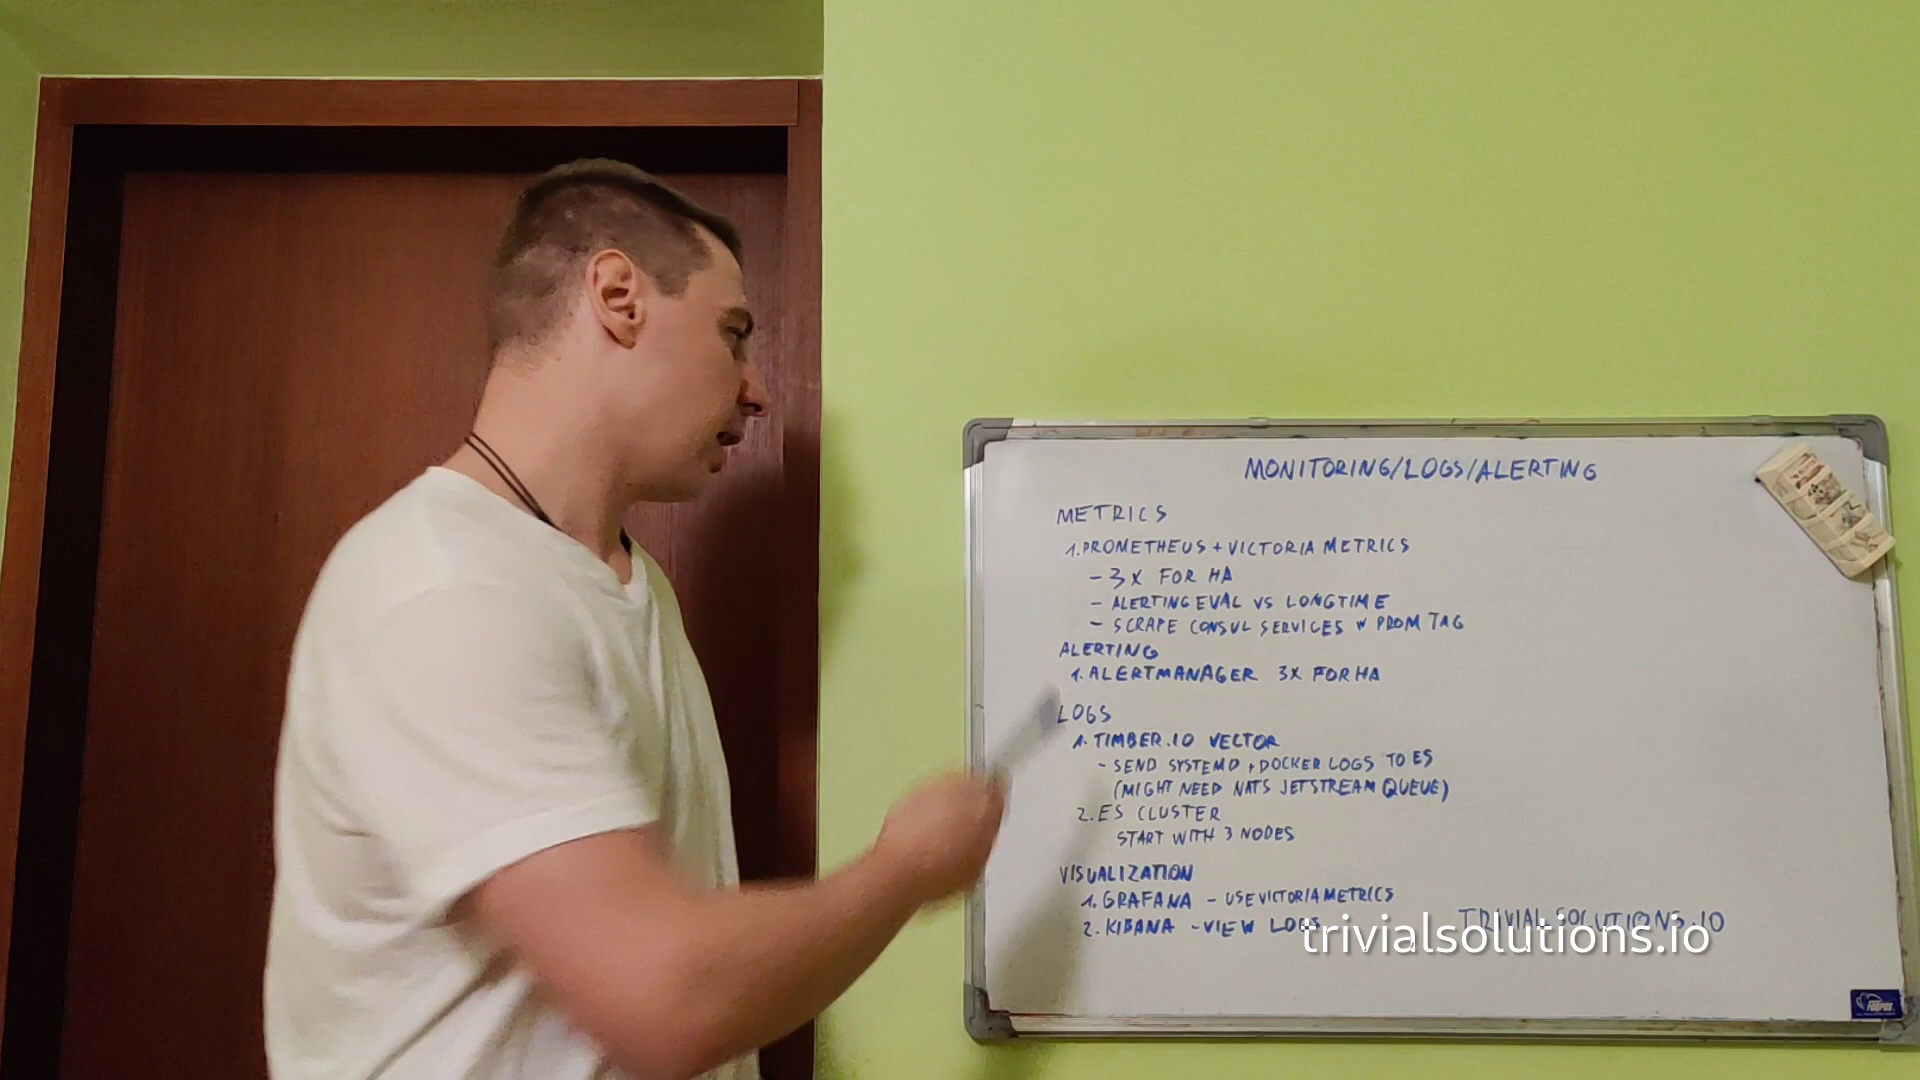 MONITORING/LOGS/ALERTING
METRICS
1. PROMETHEUS + VICTORIA METRICS
- 3X FOR HA
- ALERTING EVAL VS LONGTIME
- SCRAPE CONSUL SERVICES W PROM TAG
ALERTING
1. ALERTMANAGER 3X FOR HA
LOGS
1. TIMBER.IO VECTOR
- SEND SYSTEMD + DOCKER LOGS TO ES
(MIGHT NEED NATS JETSTREAM QUEUE)
2. ES CLUSTER
START WITH 3 NODES
VISUALIZATION
1. GRAFANA - USE VICTORIA METRICS
2. KIBANA - VIEW LOGS
TRIVIALSOLUTIONS.IO
trivialsolutions.io